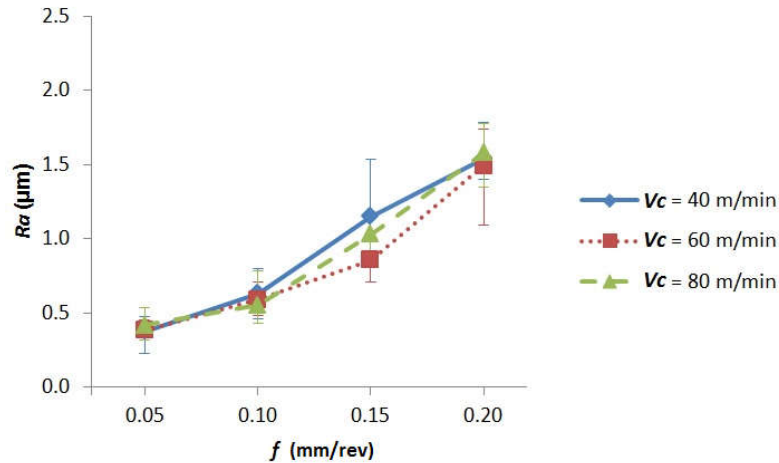 2.5
2.0
1.5
1.0
0.5
0.0
Ra (µm)
0.05 0.10 0.15 0.20
f (mm/rev)
Vc = 40 m/min
Vc = 60 m/min
Vc = 80 m/min